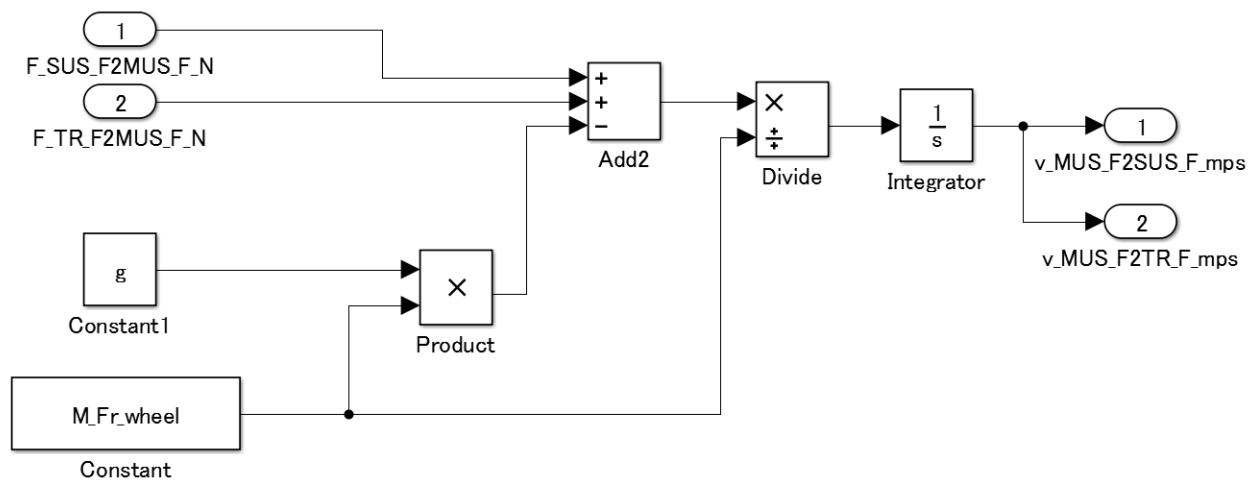 1
F_SUS_F2MUS_F_N
2
F_TR_F2MUS_F_N
+
+
−
Add2
×
÷
Divide
1
s
Integrator
1
v_MUS_F2SUS_F_mps
2
v_MUS_F2TR_F_mps
g
Constant1
×
Product
M_Fr_wheel
Constant